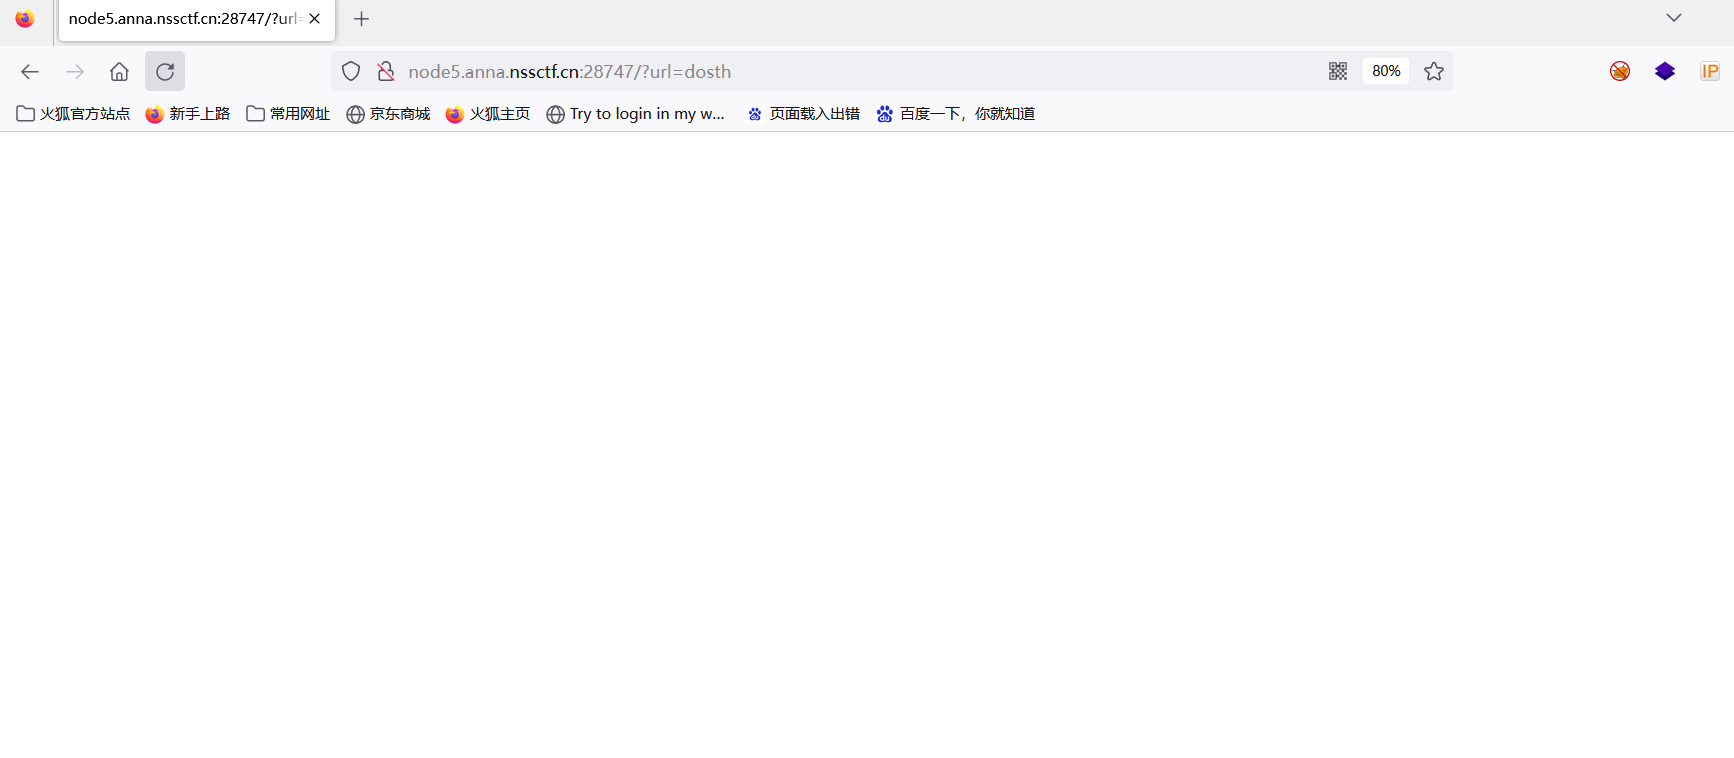 node5.anna.nssctf.cn:28747/?url=
node5.anna.nssctf.cn:28747/?url=dosth
80%
IP
火狐官方站点 新手上路 常用网址 京东商城 火狐主页 Try to login in my w... 页面载入出错 百度一下，你就知道